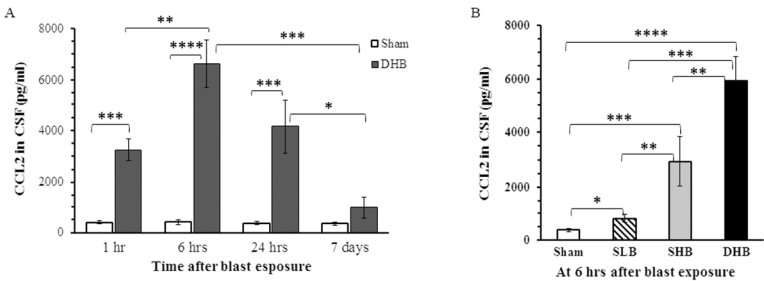 A
CCL2 in CSF (pg/ml)
8000
6000
4000
2000
0
**
****
***
***
***
*
Sham
DHB
1 hr
6 hrs
24 hrs
7 days
Time after blast esposure
B
CCL2 in CSF (pg/ml)
8000
6000
4000
2000
0
****
***
**
***
**
*
Sham
SLB
SHB
DHB
At 6 hrs after blast exposure